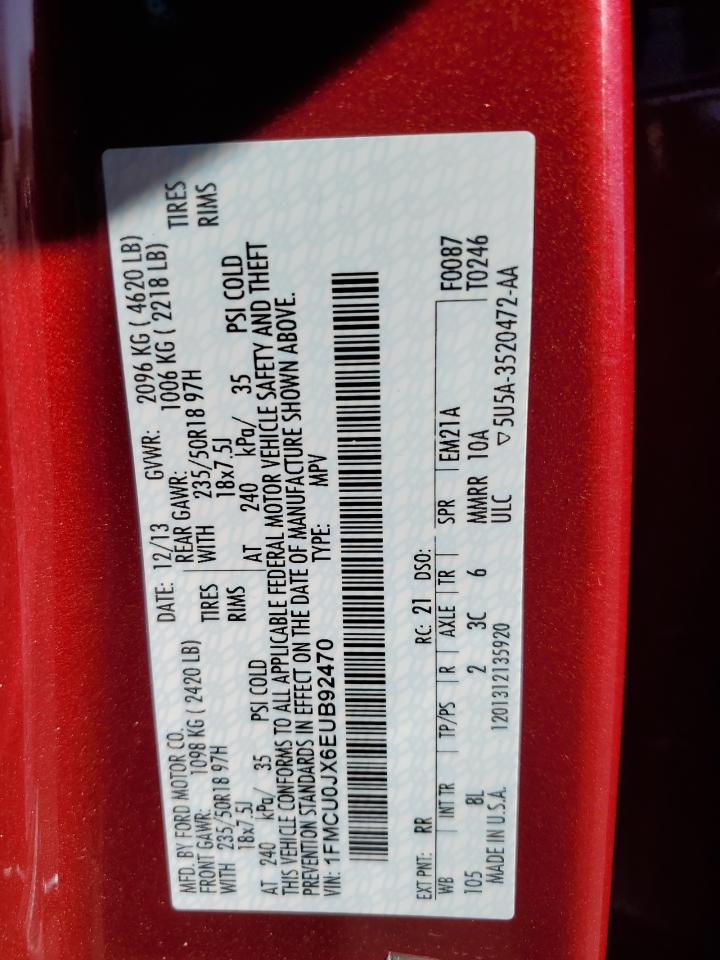 MFD. BY FORD MOTOR CO. DATE: 12/13 GVWR: 2096 KG ( 4620 LB)
FRONT GAWR: 1098 KG ( 2420 LB) REAR GAWR: 1006 KG ( 2218 LB)
WITH 235/50R18 97H TIRES WITH 235/50R18 97H TIRES
18x7.5J RIMS 18x7.5J RIMS
AT 240 kPa/ 35 PSI COLD AT 240 kPa/ 35 PSI COLD
THIS VEHICLE CONFORMS TO ALL APPLICABLE FEDERAL MOTOR VEHICLE SAFETY AND THEFT
PREVENTION STANDARDS IN EFFECT ON THE DATE OF MANUFACTURE SHOWN ABOVE.
VIN: 1FMCU0JX6EUB92470 TYPE: MPV
EXT PNT: RR RC: 21 DSO: F0087
WB INT TR TP/PS R AXLE TR SPR EM21A T0246
105 8L 2 3C 6 MMRR 10A
MADE IN U.S.A. 1201312135920 ULC ▽5U5A-3520472-AA